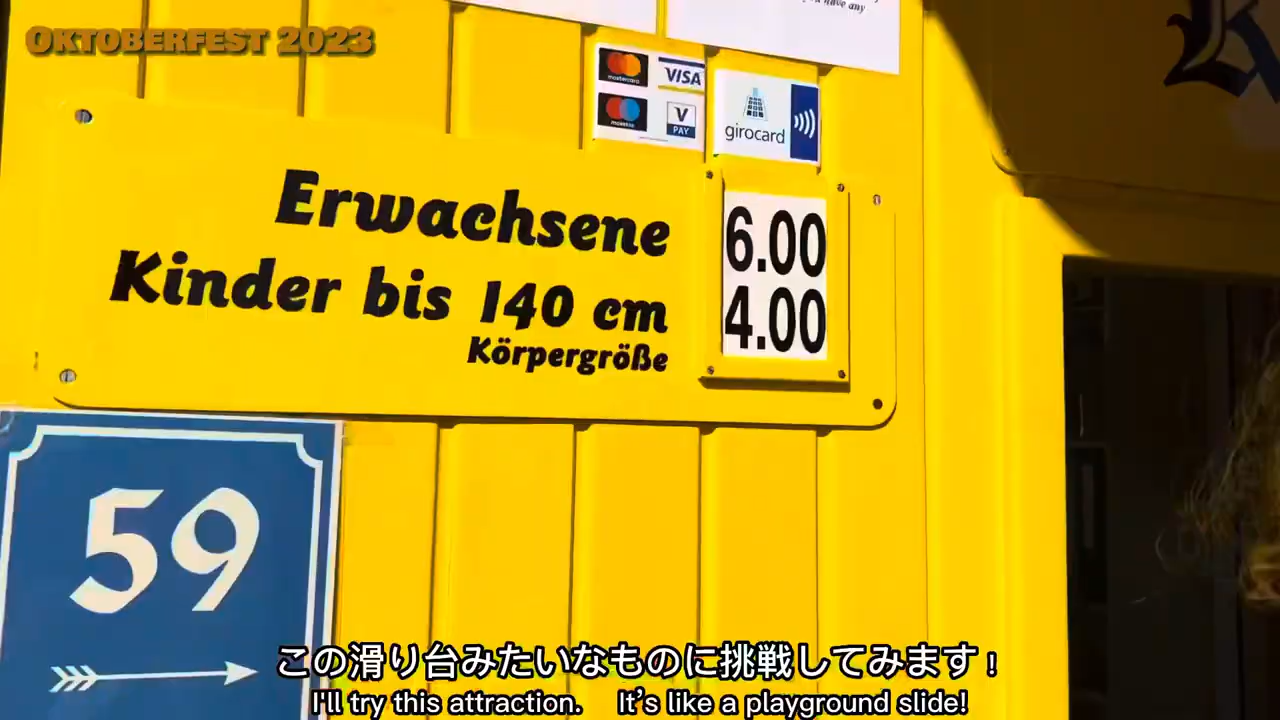 OKTOBERFEST 2023
have any
mastercard
VISA
maestro
V
PAY
girocard
Erwachsene
6.00
Kinder bis 140 cm
4.00
Körpergröße
59
この滑り台みたいなものに挑戦してみます！
I'll try this attraction. It's like a playground slide!